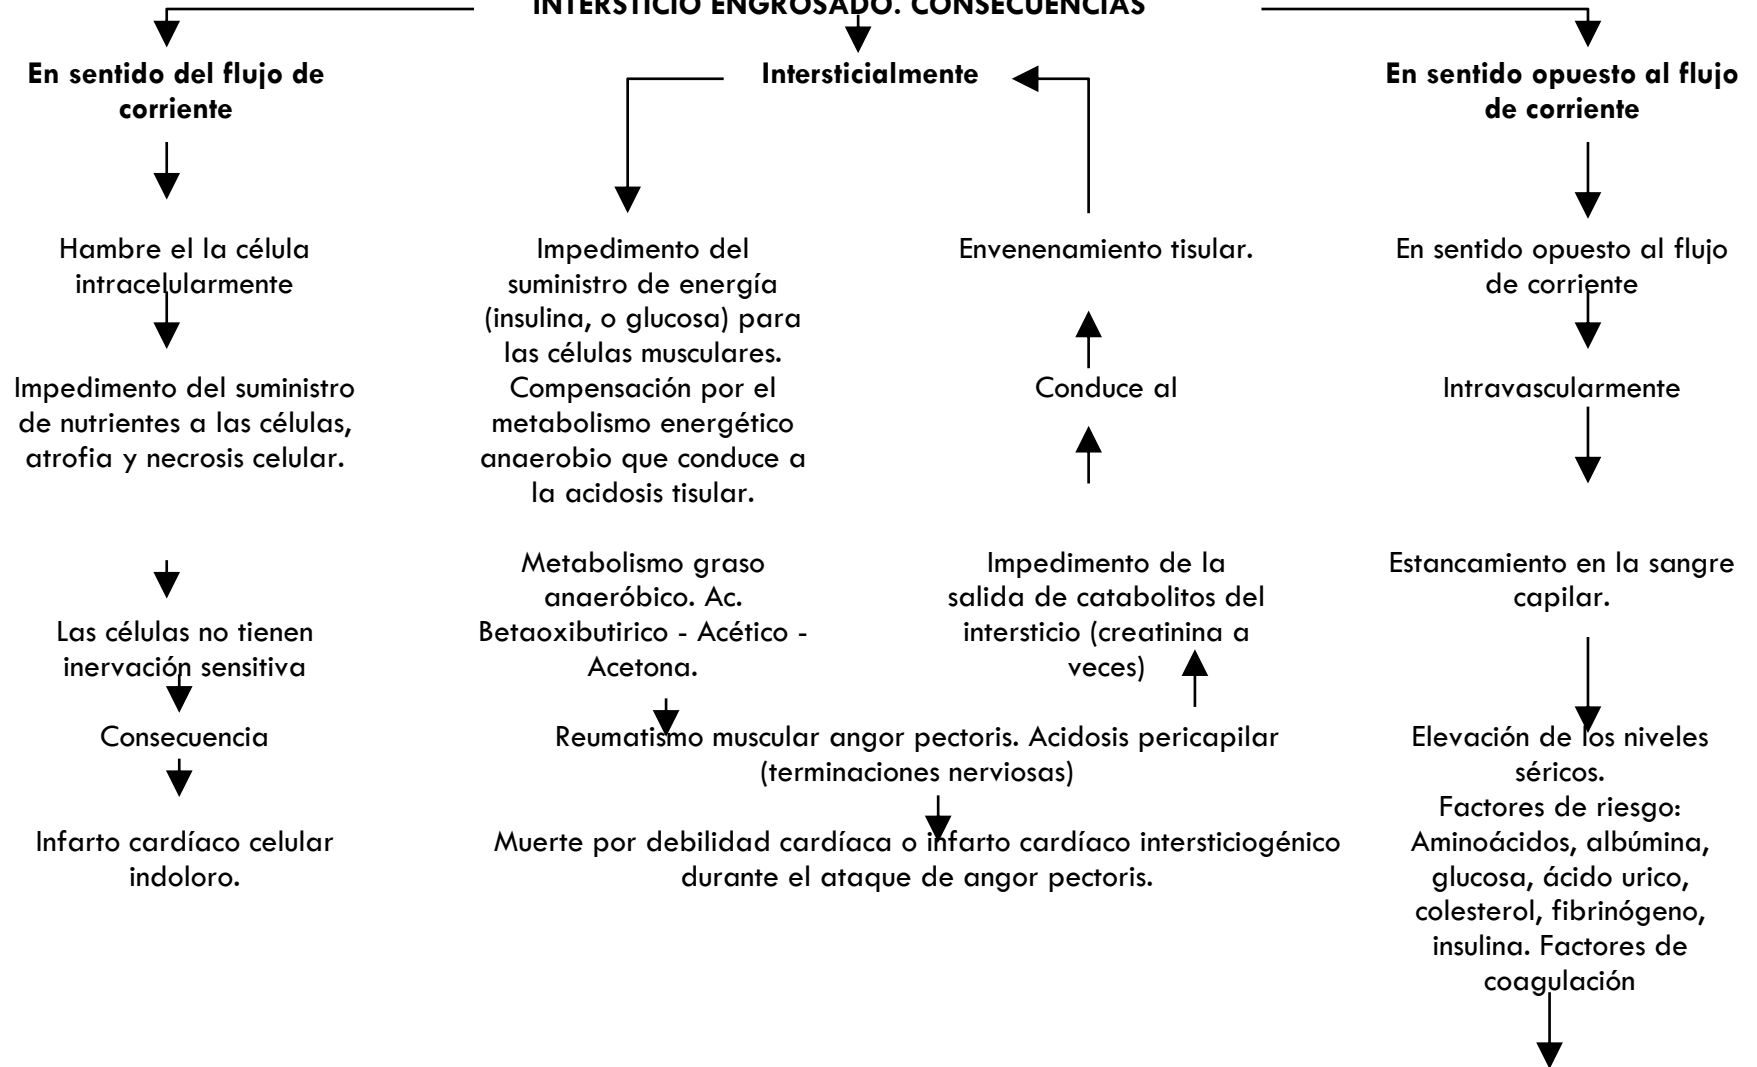 INTERSTICIO ENGROSADO. CONSECUENCIAS
En sentido del flujo de
corriente
Intersticialmente
En sentido opuesto al flujo
de corriente
Hambre el la célula
intracelularmente
Impedimento del suministro
de nutrientes a las células,
atrofia y necrosis celular.
Las células no tienen
inervación sensitiva
Consecuencia
Infarto cardíaco celular
indoloro.
Impedimento del
suministro de energía
(insulina, o glucosa) para
las células musculares.
Compensación por el
metabolismo energético
anaerobio que conduce a
la acidosis tisular.
Metabolismo graso
anaeróbico. Ac.
Betaoxibutirico - Acético -
Acetona.
Envenenamiento tisular.
Conduce al
Impedimento de la
salida de catabolitos del
intersticio (creatinina a
veces)
Reumatismo muscular angor pectoris. Acidosis pericapilar
(terminaciones nerviosas)
Muerte por debilidad cardíaca o infarto cardíaco intersticiogénico
durante el ataque de angor pectoris.
En sentido opuesto al flujo
de corriente
Intravascularmente
Estancamiento en la sangre
capilar.
Elevación de los niveles
séricos.
Factores de riesgo:
Aminoácidos, albúmina,
glucosa, ácido urico,
colesterol, fibrinógeno,
insulina. Factores de
coagulación